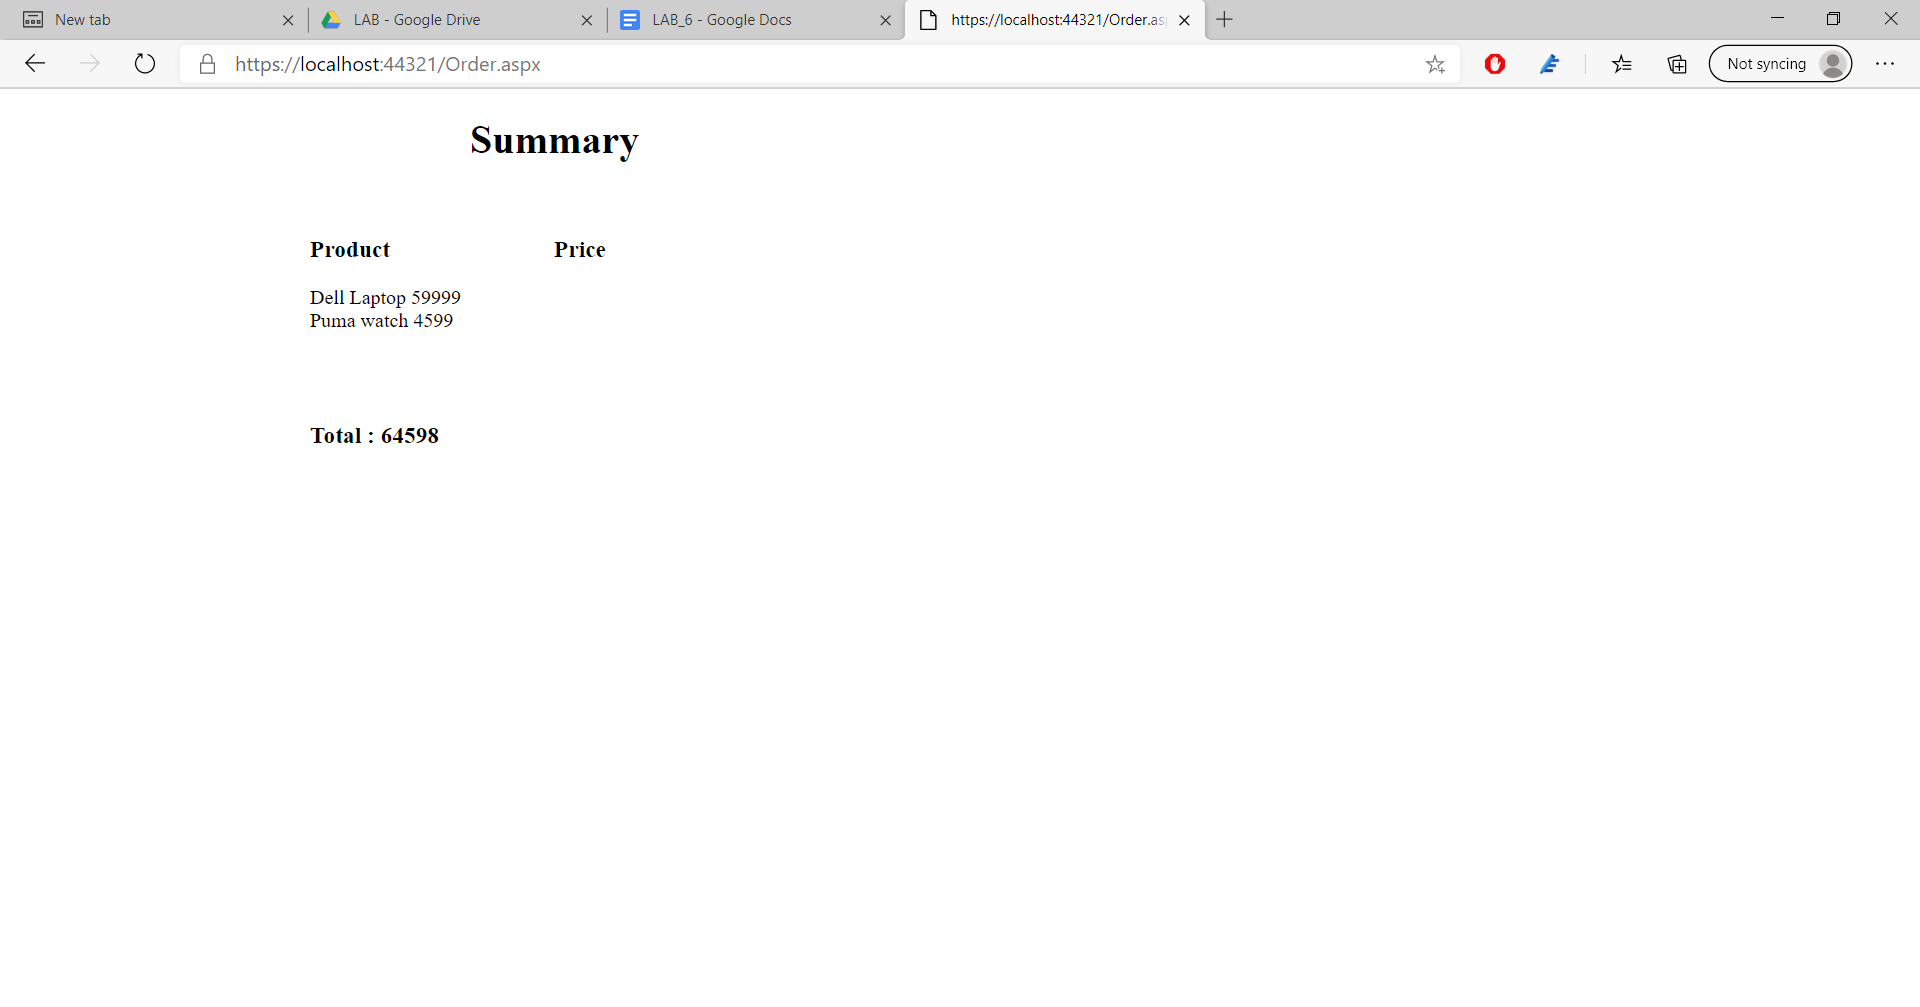 New tab
LAB - Google Drive
LAB_6 - Google Docs
https://localhost:44321/Order.as
https://localhost:44321/Order.aspx
Not syncing
Summary
Product Price
Dell Laptop 59999
Puma watch 4599
Total : 64598